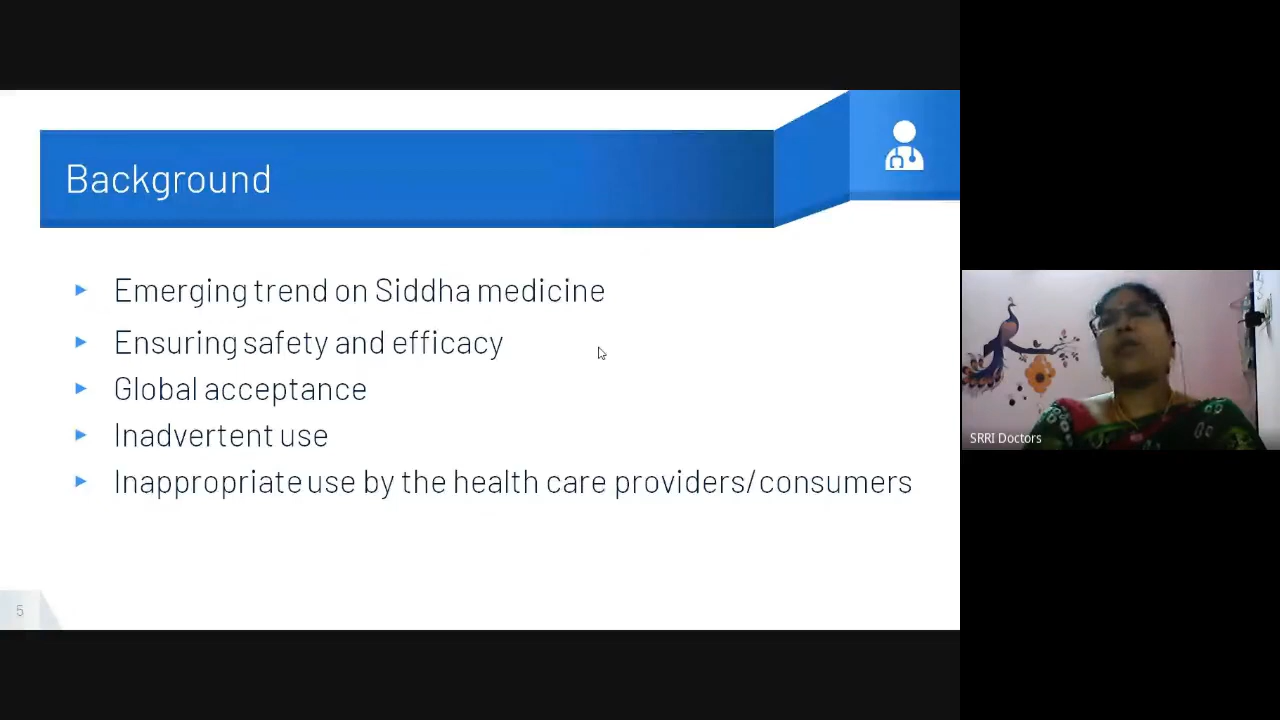 Background
Emerging trend on Siddha medicine
Ensuring safety and efficacy
Global acceptance
Inadvertent use
Inappropriate use by the health care providers/consumers
5
SRRI Doctors